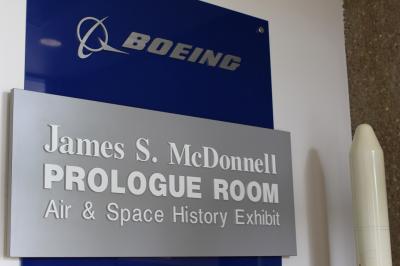 BOEING
James S. McDonnell
PROLOGUE ROOM
Air & Space History Exhibit